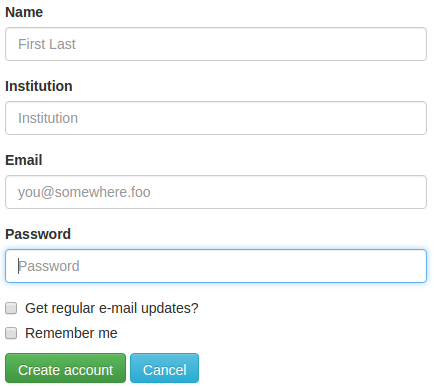 Name
First Last
Institution
Institution
Email
you@somewhere.foo
Password
Password
Get regular e-mail updates?
Remember me
Create account Cancel